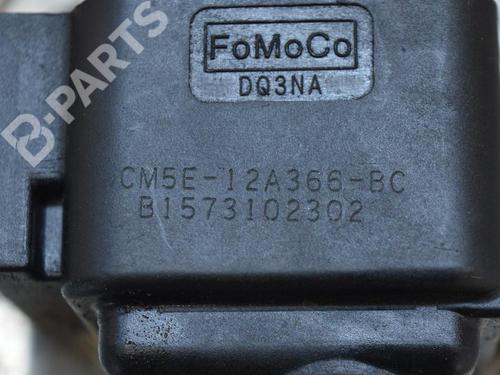 B-PARTS
FoMoCo
DQ3NA
CM5E-12A366-BC
B1573102302